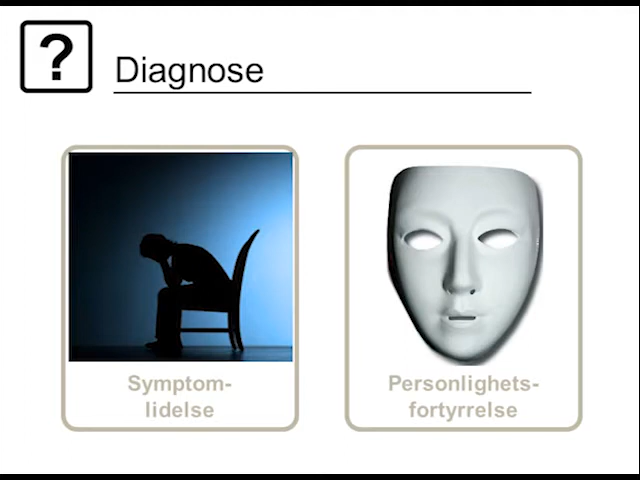 ?
Diagnose
Symptom-
lidelse
Personlighets-
fortyrrelse